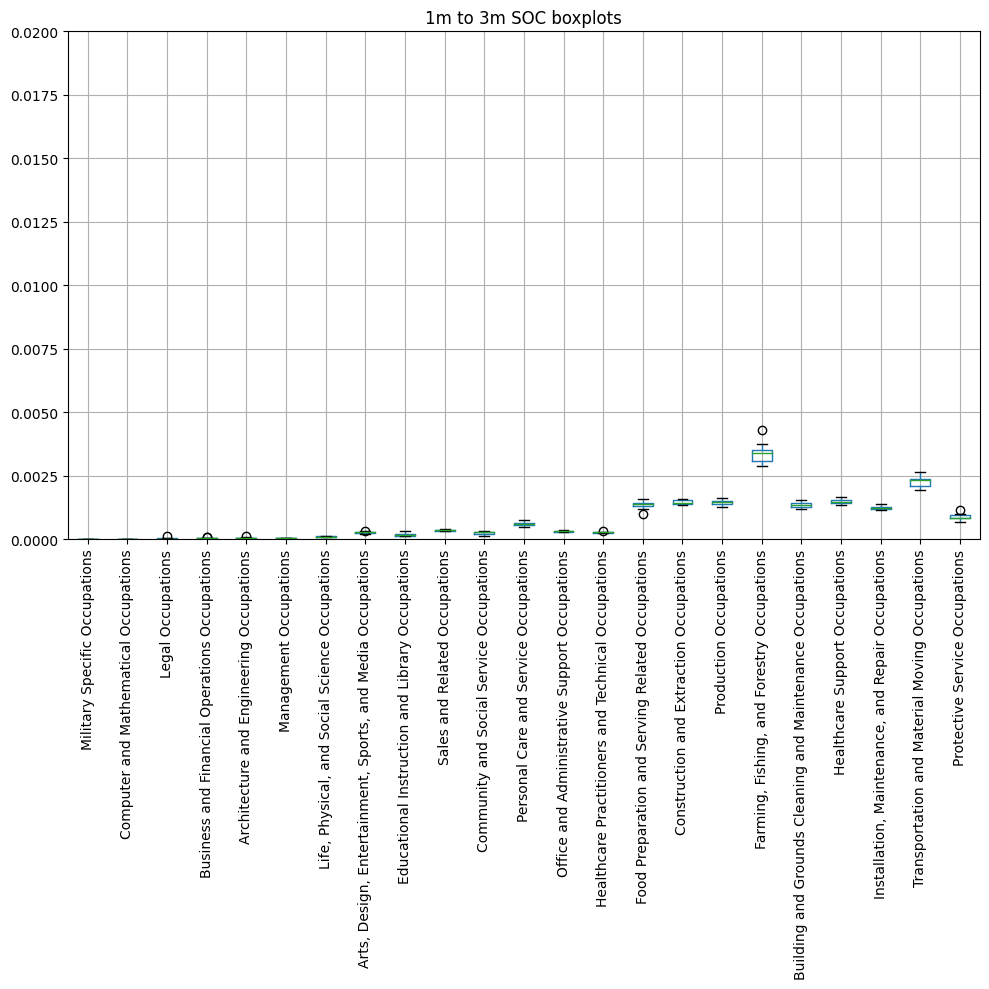 1m to 3m SOC boxplots
0.0200
0.0175
0.0150
0.0125
0.0100
0.0075
0.0050
0.0025
0.0000
Military Specific Occupations
Computer and Mathematical Occupations
Legal Occupations
Business and Financial Operations Occupations
Architecture and Engineering Occupations
Management Occupations
Life, Physical, and Social Science Occupations
Arts, Design, Entertainment, Sports, and Media Occupations
Educational Instruction and Library Occupations
Sales and Related Occupations
Community and Social Service Occupations
Personal Care and Service Occupations
Office and Administrative Support Occupations
Healthcare Practitioners and Technical Occupations
Food Preparation and Serving Related Occupations
Construction and Extraction Occupations
Production Occupations
Farming, Fishing, and Forestry Occupations
Building and Grounds Cleaning and Maintenance Occupations
Healthcare Support Occupations
Installation, Maintenance, and Repair Occupations
Transportation and Material Moving Occupations
Protective Service Occupations